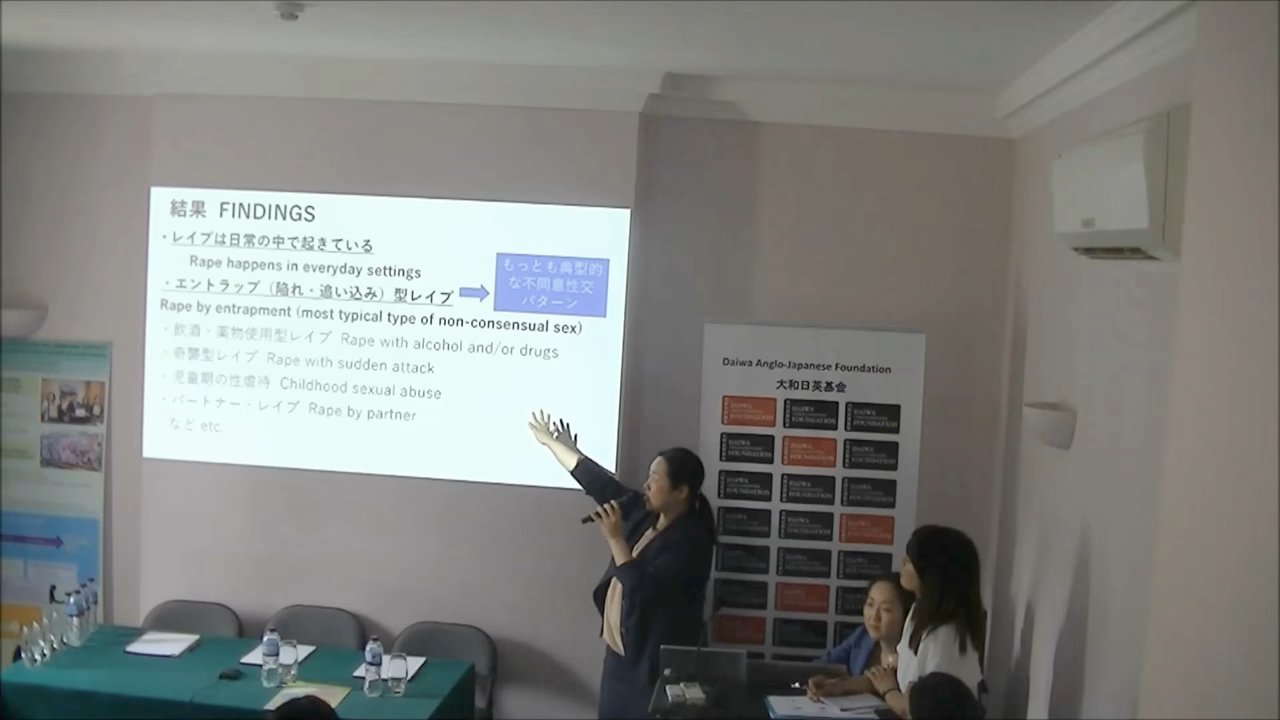 結果 FINDINGS
・レイプは日常の中で起きている
Rape happens in everyday settings
・エントラップ（陥れ・追い込み）型レイプ
もっとも典型的
な不同意性交
パターン
Rape by entrapment (most typical type of non-consensual sex)
・飲酒・薬物使用型レイプ Rape with alcohol and/or drugs
・奇襲型レイプ Rape with sudden attack
・児童期の性虐待 Childhood sexual abuse
・パートナー・レイプ Rape by partner
など etc.
Daiwa Anglo-Japanese Foundation
大和日英基金